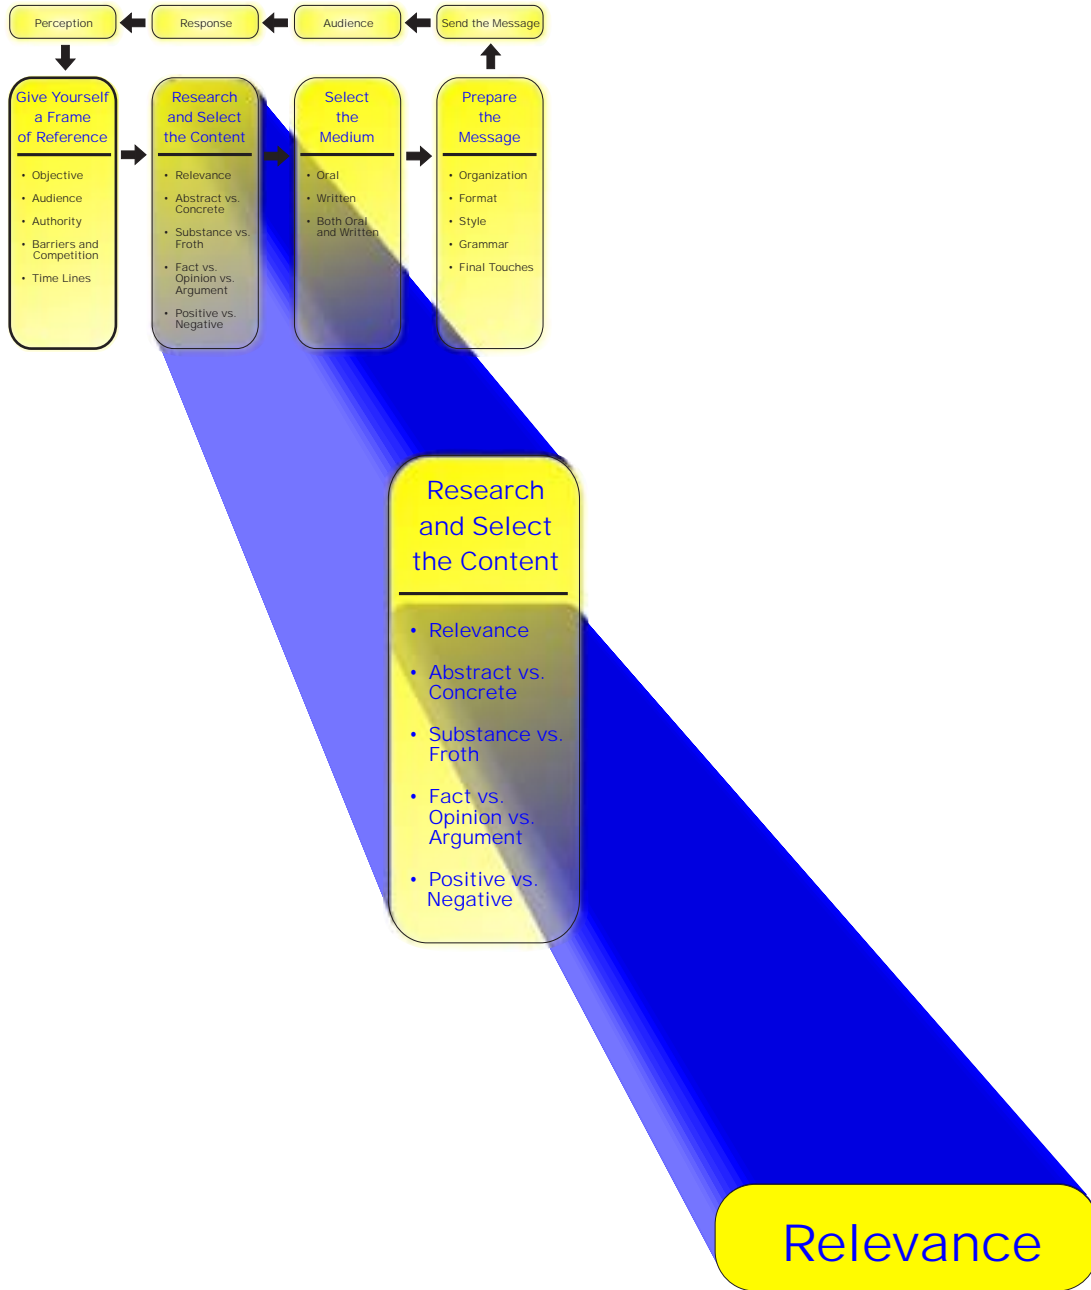 Perception
Response
Audience
Send the Message
Give Yourself
a Frame
of Reference
• Objective
• Audience
• Authority
• Barriers and
Competition
• Time Lines
Research
and Select
the Content
• Relevance
• Abstract vs.
Concrete
• Substance vs.
Froth
• Fact vs.
Opinion vs.
Argument
• Positive vs.
Negative
Select
the
Medium
• Oral
• Written
• Both Oral
and Written
Prepare
the
Message
• Organization
• Format
• Style
• Grammar
• Final Touches
Research
and Select
the Content
• Relevance
• Abstract vs.
Concrete
• Substance vs.
Froth
• Fact vs.
Opinion vs.
Argument
• Positive vs.
Negative
Relevance